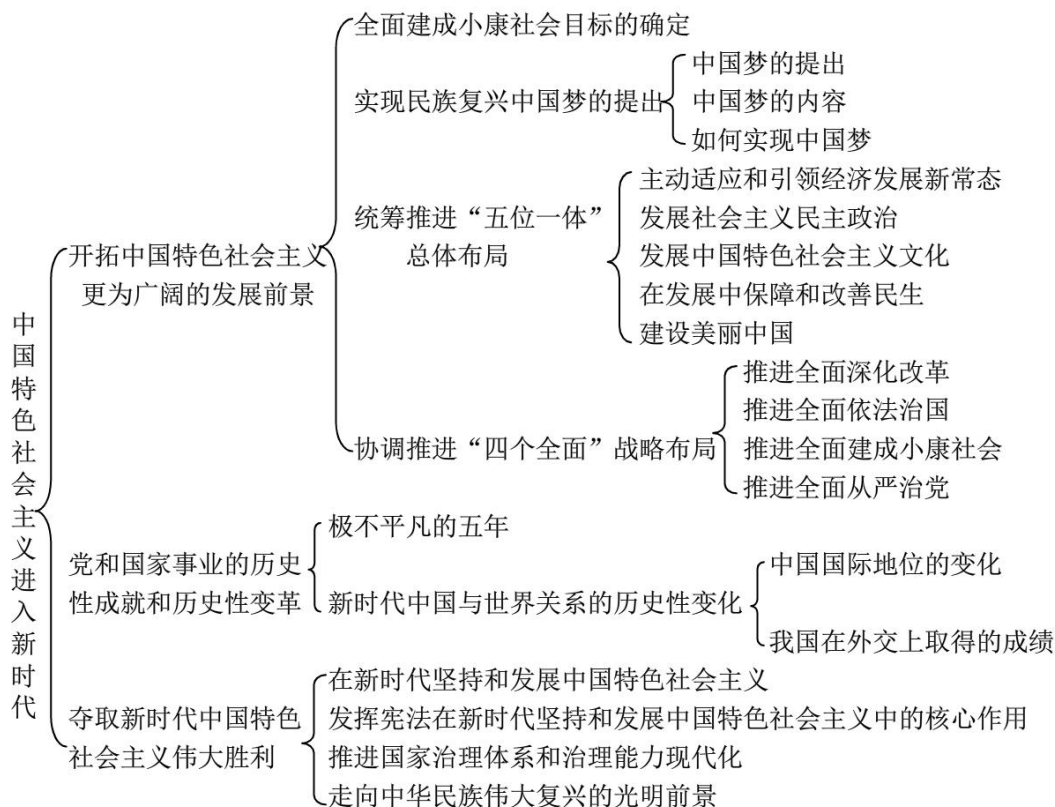 中国特色社会主义进入新时代
开拓中国特色社会主义
更为广阔的发展前景
全面建成小康社会目标的确定
实现民族复兴中国梦的提出
中国梦的提出
中国梦的内容
如何实现中国梦
统筹推进“五位一体”
总体布局
主动适应和引领经济发展新常态
发展社会主义民主政治
发展中国特色社会主义文化
在发展中保障和改善民生
建设美丽中国
协调推进“四个全面”战略布局
推进全面深化改革
推进全面依法治国
推进全面建成小康社会
推进全面从严治党
党和国家事业的历史
性成就和历史性变革
极不平凡的五年
新时代中国与世界关系的历史性变化
中国国际地位的变化
我国在外交上取得的成绩
夺取新时代中国特色
社会主义伟大胜利
在新时代坚持和发展中国特色社会主义
发挥宪法在新时代坚持和发展中国特色社会主义中的核心作用
推进国家治理体系和治理能力现代化
走向中华民族伟大复兴的光明前景